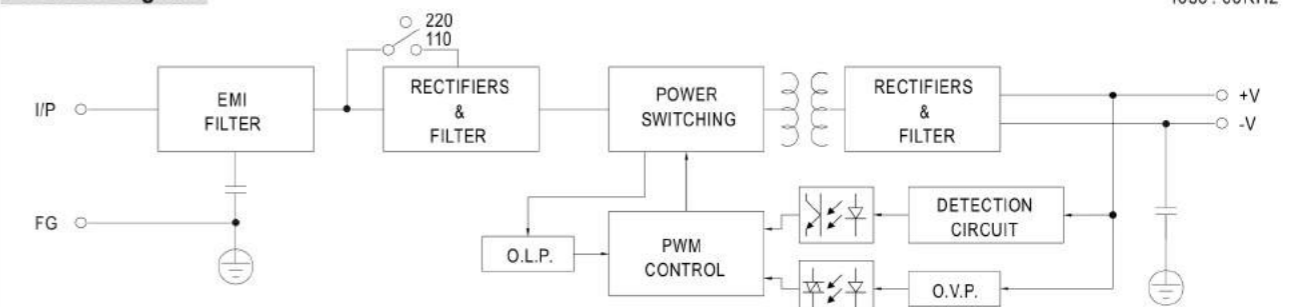 220
110
I/P
EMI
FILTER
RECTIFIERS
&
FILTER
POWER
SWITCHING
RECTIFIERS
&
FILTER
+V
-V
FG
O.L.P.
PWM
CONTROL
DETECTION
CIRCUIT
O.V.P.